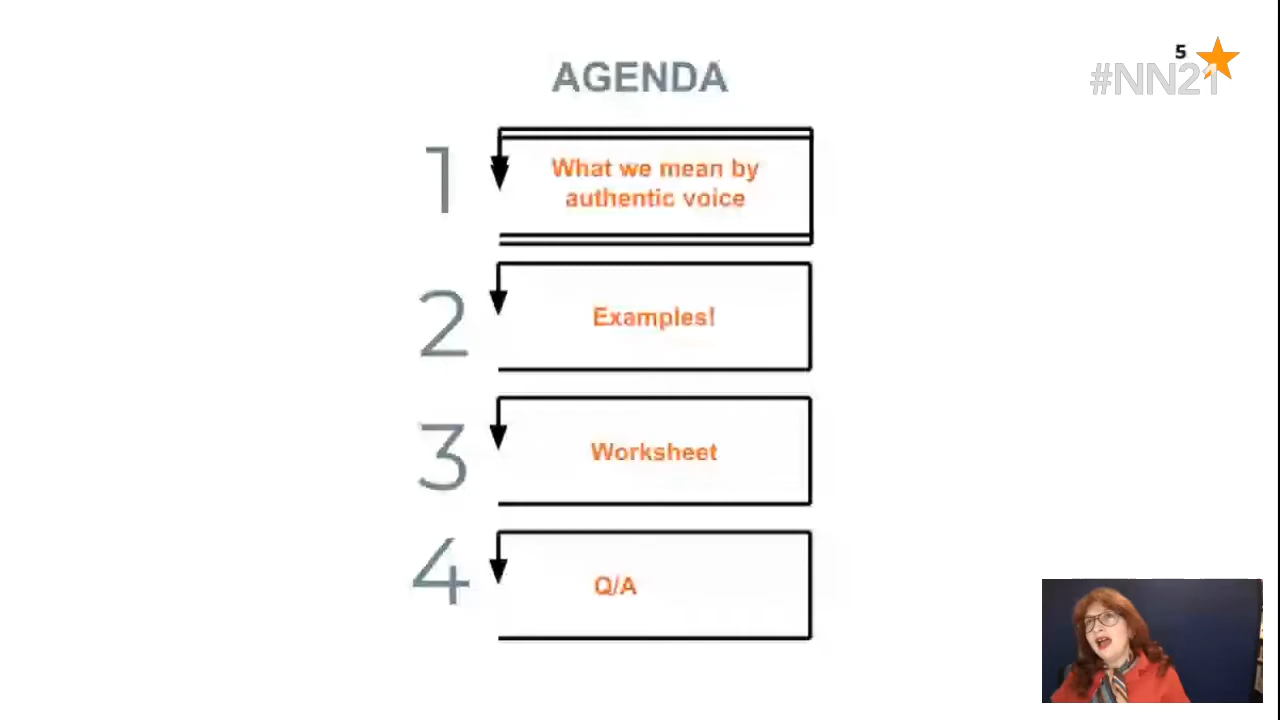 5
#NN21
AGENDA
1
What we mean by
authentic voice
2
Examples!
3
Worksheet
4
Q/A